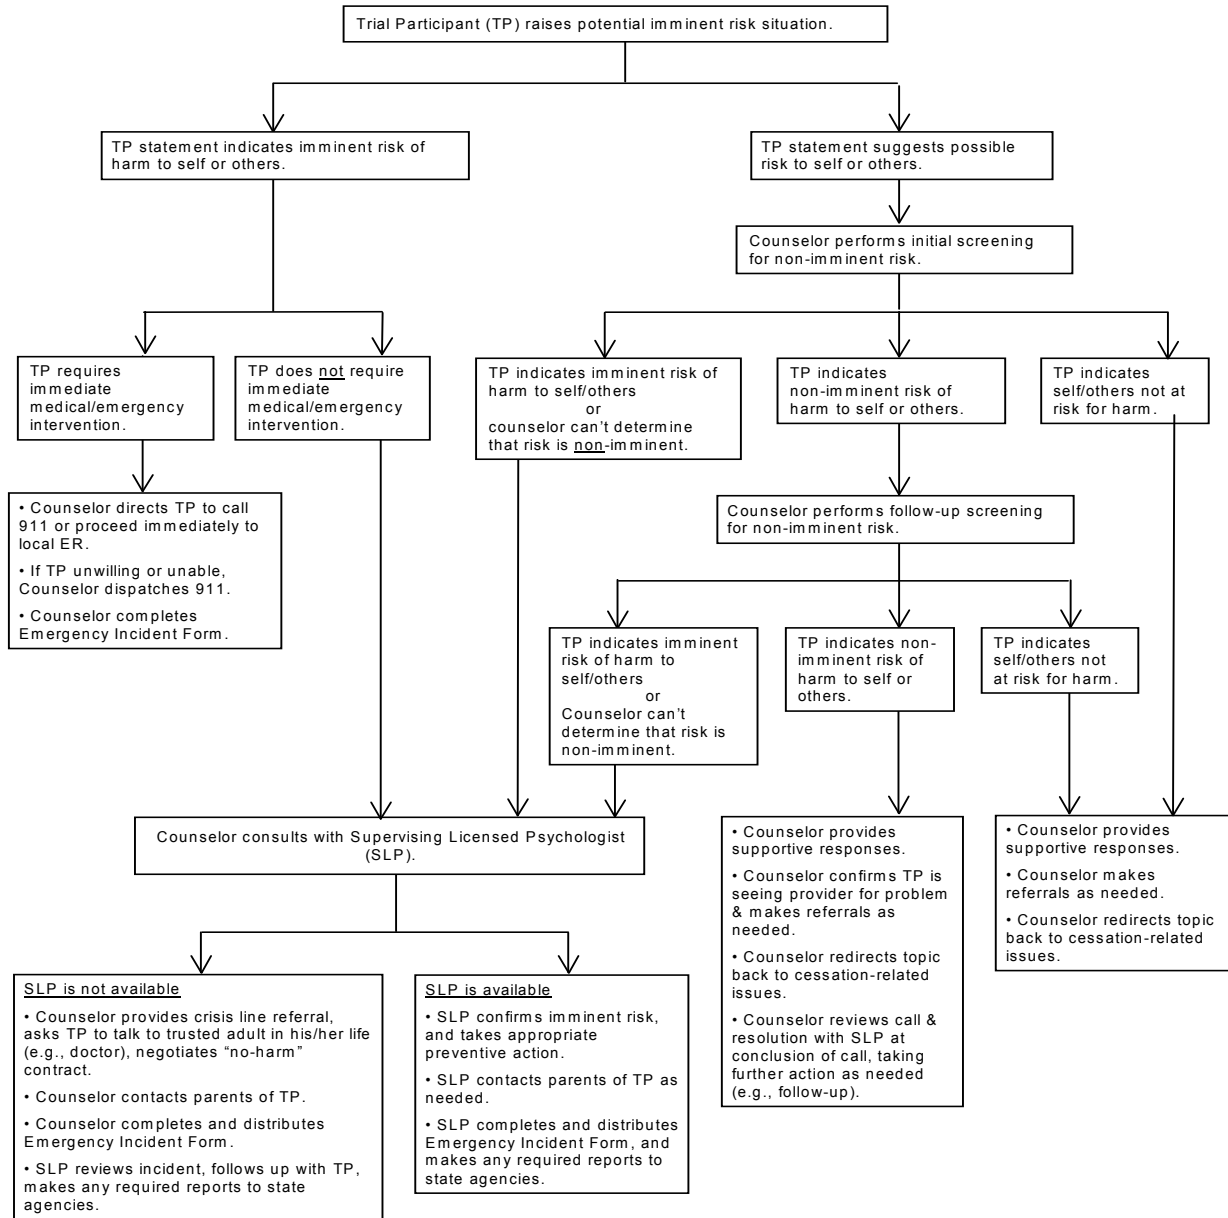 Trial Participant (TP) raises potential imminent risk situation.
TP statement indicates imminent risk of
harm to self or others.
TP statement suggests possible
risk to self or others.
Counselor performs initial screening
for non-imminent risk.
TP requires
immediate
medical/emergency
intervention.
TP does not require
immediate
medical/emergency
intervention.
TP indicates imminent risk of
harm to self/others
or
counselor can't determine
that risk is non-imminent.
TP indicates
non-imminent risk of
harm to self or others.
TP indicates
self/others not at
risk for harm.
• Counselor directs TP to call
911 or proceed immediately to
local ER.
• If TP unwilling or unable,
Counselor dispatches 911.
• Counselor completes
Emergency Incident Form.
Counselor performs follow-up screening
for non-imminent risk.
TP indicates imminent
risk of harm to
self/others
or
Counselor can't
determine that risk is
non-imminent.
TP indicates non-
imminent risk of
harm to self or
others.
TP indicates
self/others not
at risk for harm.
Counselor consults with Supervising Licensed Psychologist
(SLP).
• Counselor provides
supportive responses.
• Counselor confirms TP is
seeing provider for problem
& makes referrals as
needed.
• Counselor redirects topic
back to cessation-related
issues.
• Counselor reviews call &
resolution with SLP at
conclusion of call, taking
further action as needed
(e.g., follow-up).
• Counselor provides
supportive responses.
• Counselor makes
referrals as needed.
• Counselor redirects topic
back to cessation-related
issues.
SLP is not available
• Counselor provides crisis line referral,
asks TP to talk to trusted adult in his/her life
(e.g., doctor), negotiates “no-harm”
contract.
• Counselor contacts parents of TP.
• Counselor completes and distributes
Emergency Incident Form.
• SLP reviews incident, follows up with TP,
makes any required reports to state
agencies.
SLP is available
• SLP confirms imminent risk,
and takes appropriate
preventive action.
• SLP contacts parents of TP as
needed.
• SLP completes and distributes
Emergency Incident Form, and
makes any required reports to
state agencies.